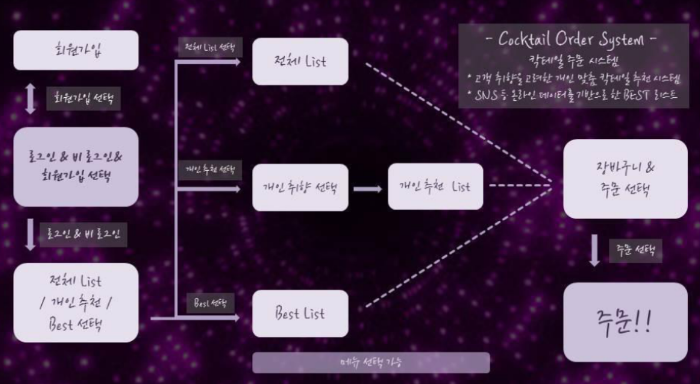 - Cocktail Order System -
칵테일 주문 시스템
* 고객 취향을 고려한 개인 맞춤 칵테일 추천 시스템
* SNS 등 온라인 데이터를 기반으로 한 BEST 리스트
회원가입
회원가입 선택
로그인 & 비로그인 &
회원가입 선택
로그인 & 비로그인
전체 List
/ 개인 추천 /
Best 선택
전체 List 선택
전체 List
개인 추천 선택
개인 취향 선택
개인 추천 List
Best 선택
Best List
메뉴 선택 가능
장바구니 &
주문 선택
주문 선택
주문!!